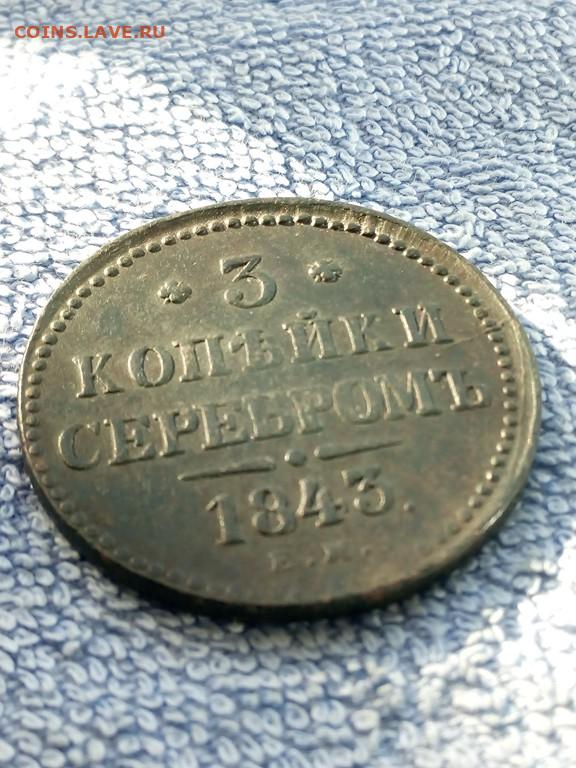 COINS.LAVE.RU
3
КОПѢЙКИ
СЕРЕБРОМЪ
1843.
Е.М.